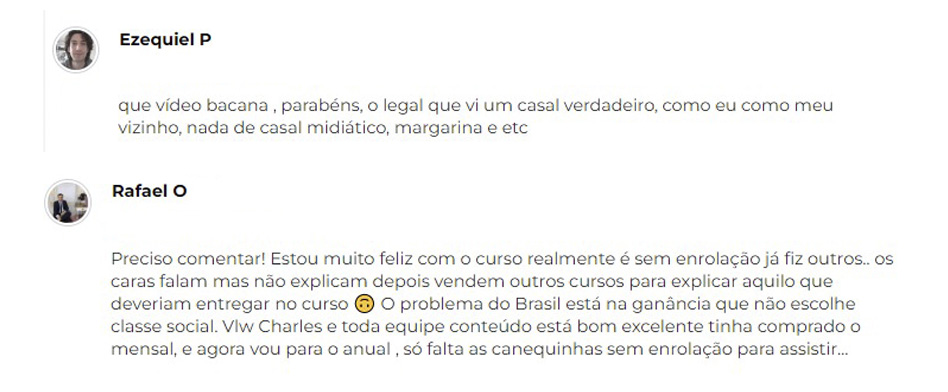 Ezequiel P
que vídeo bacana , parabéns, o legal que vi um casal verdadeiro, como eu como meu
vizinho, nada de casal midiático, margarina e etc
Rafael O
Preciso comentar! Estou muito feliz com o curso realmente é sem enrolação já fiz outros.. os
caras falam mas não explicam depois vendem outros cursos para explicar aquilo que
deveriam entregar no curso 🙃 O problema do Brasil está na ganância que não escolhe
classe social. Vlw Charles e toda equipe conteúdo está bom excelente tinha comprado o
mensal, e agora vou para o anual , só falta as canequinhas sem enrolação para assistir...